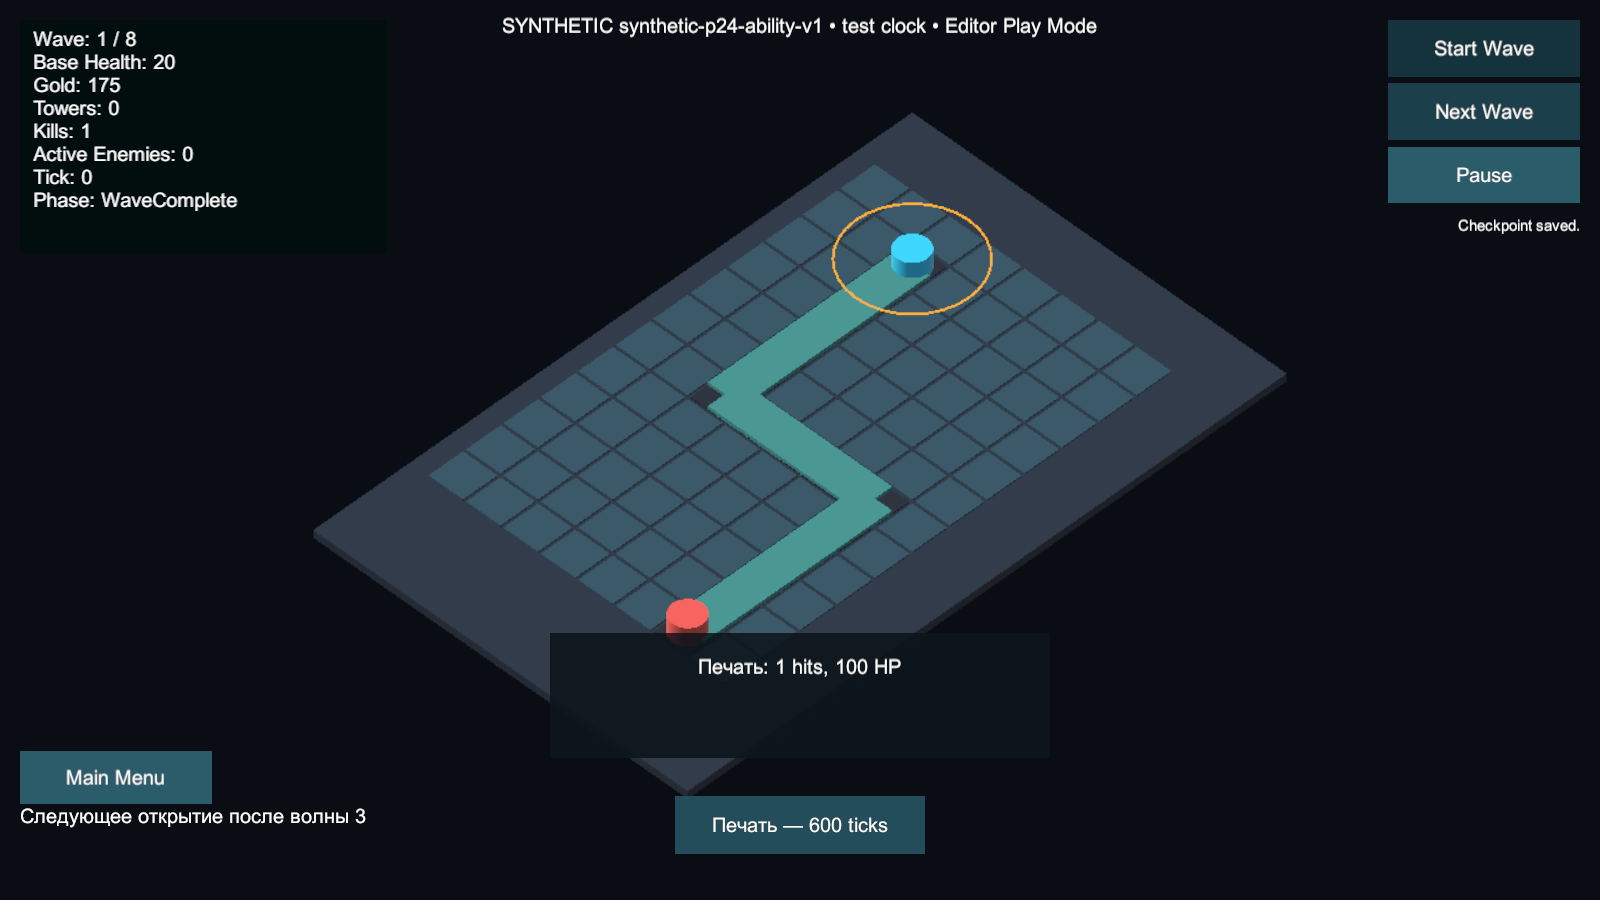 SYNTHETIC synthetic-p24-ability-v1 • test clock • Editor Play Mode
Wave: 1 / 8
Base Health: 20
Gold: 175
Towers: 0
Kills: 1
Active Enemies: 0
Tick: 0
Phase: WaveComplete
Start Wave
Next Wave
Pause
Checkpoint saved.
Печать: 1 hits, 100 HP
Main Menu
Следующее открытие после волны 3
Печать — 600 ticks